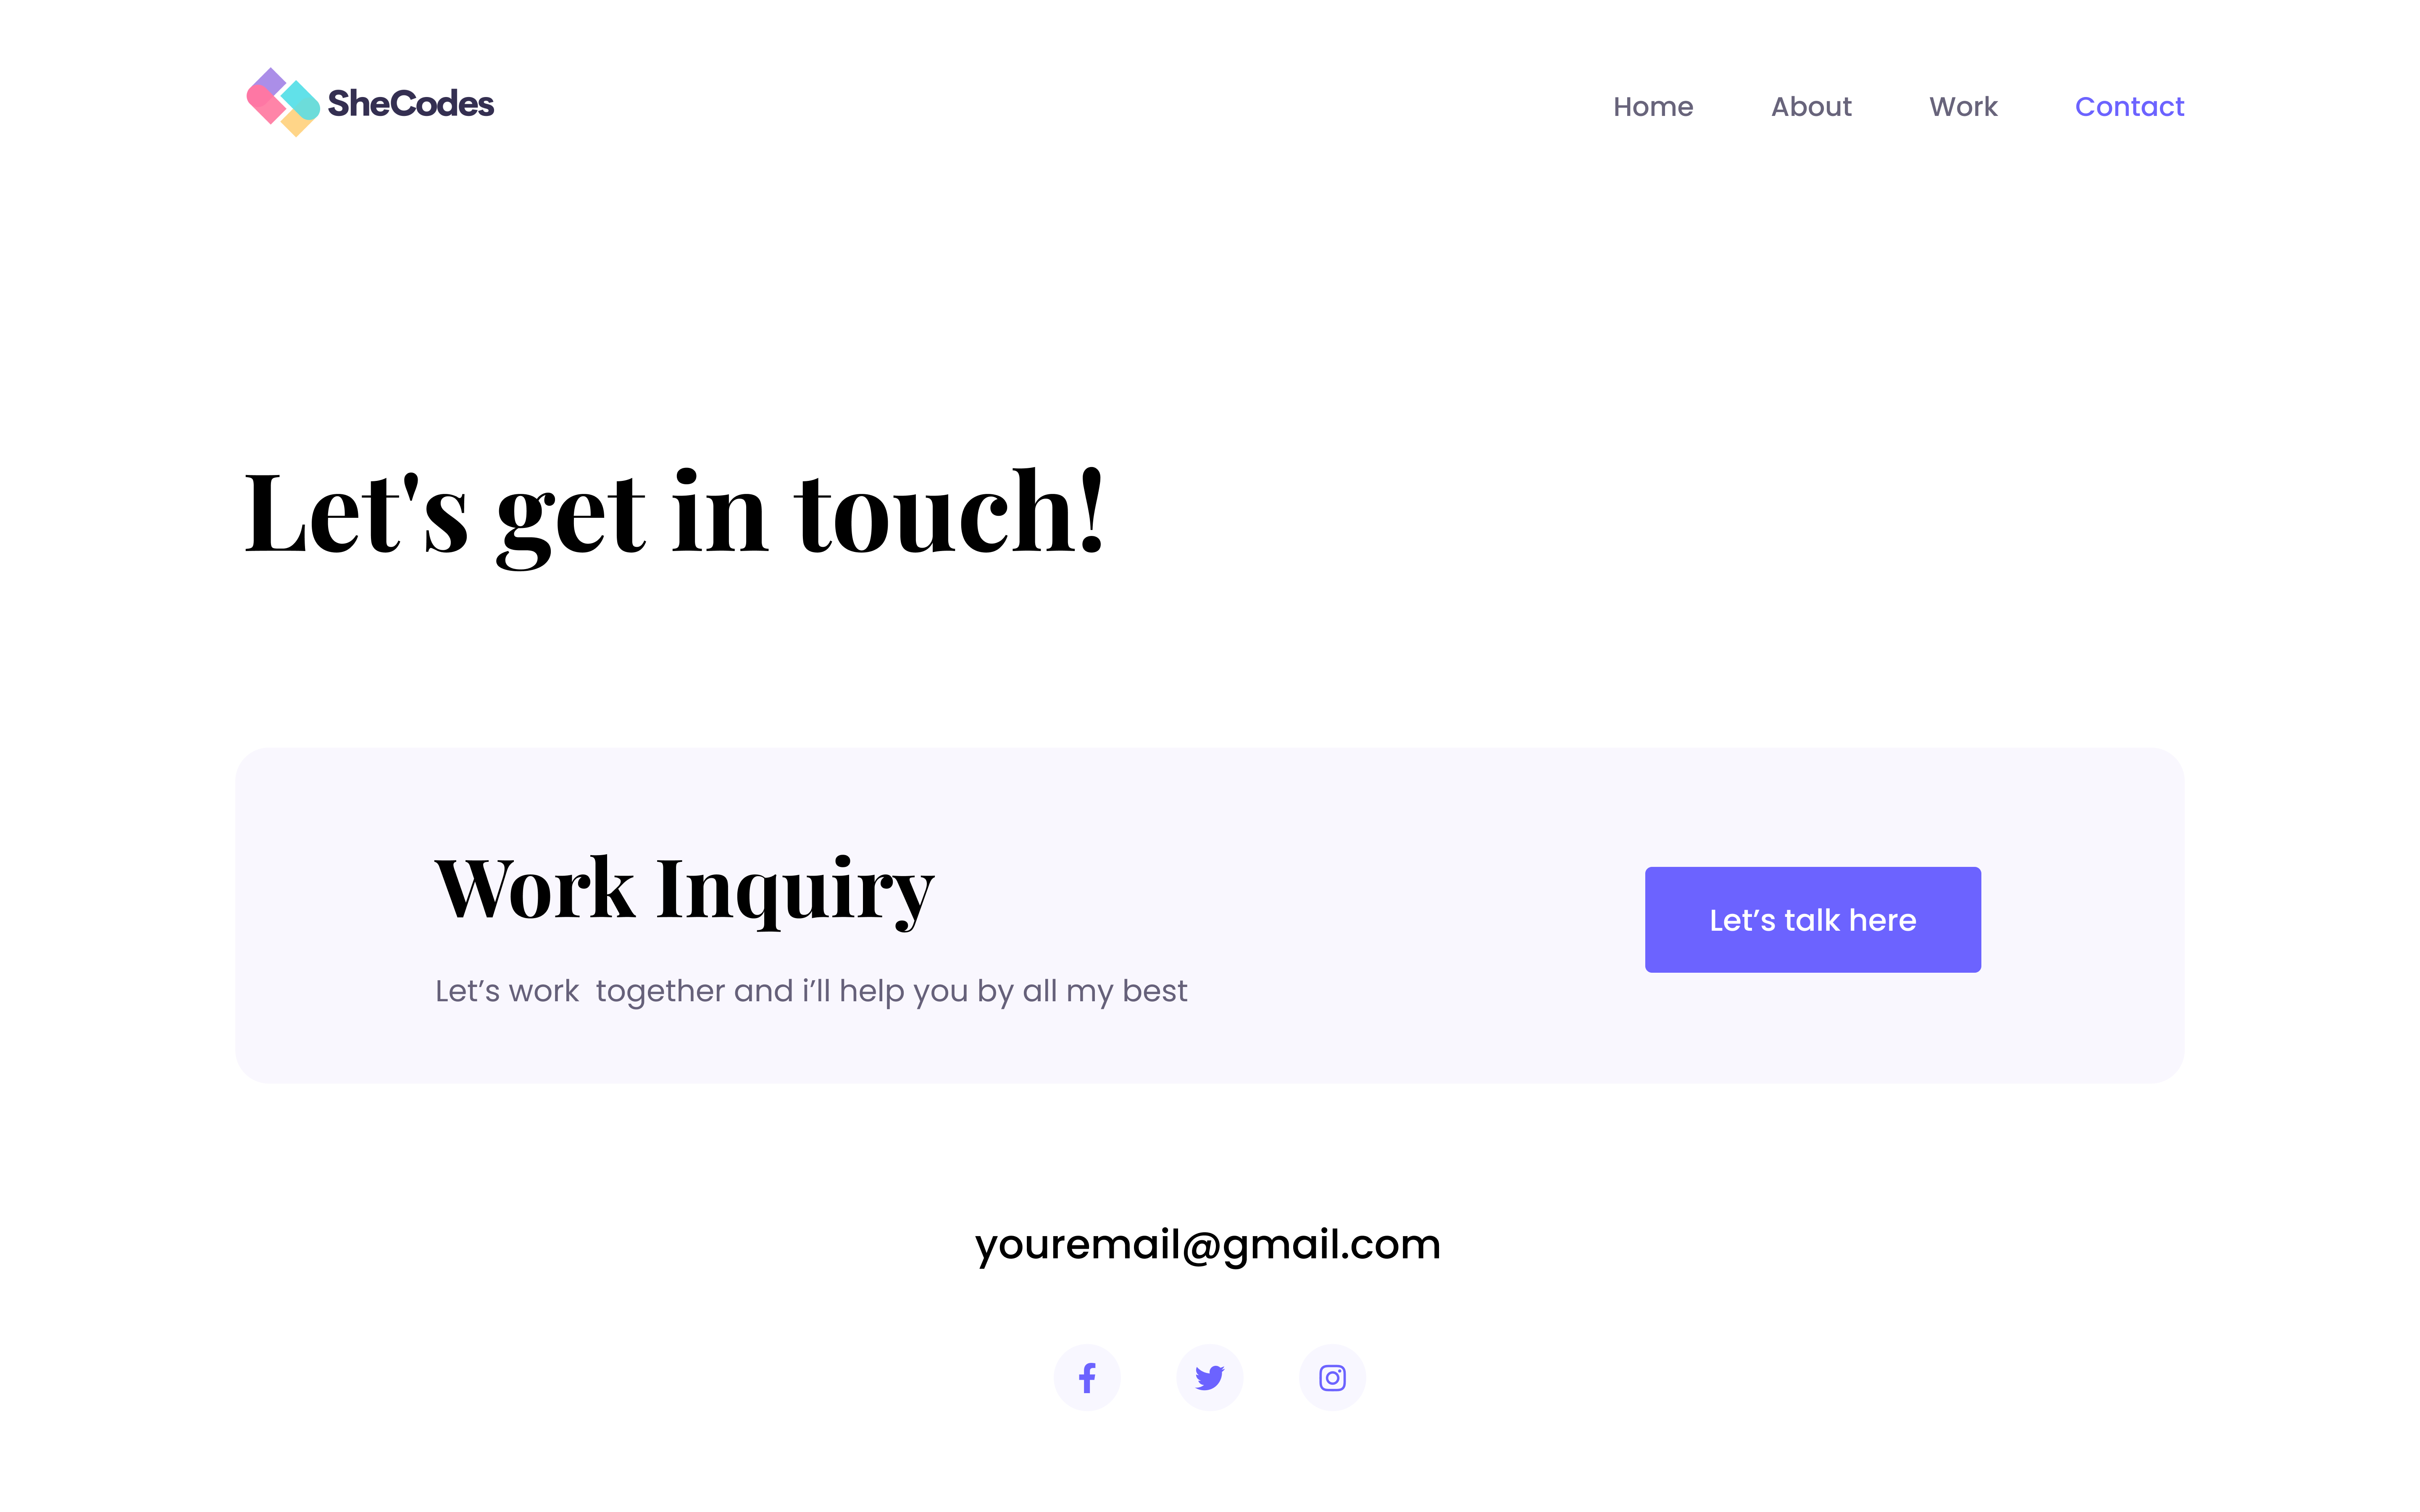 SheCodes
Home About Work Contact
Let's get in touch!
Work Inquiry
Let’s talk here
Let’s work  together and i’ll help you by all my best
youremail@gmail.com